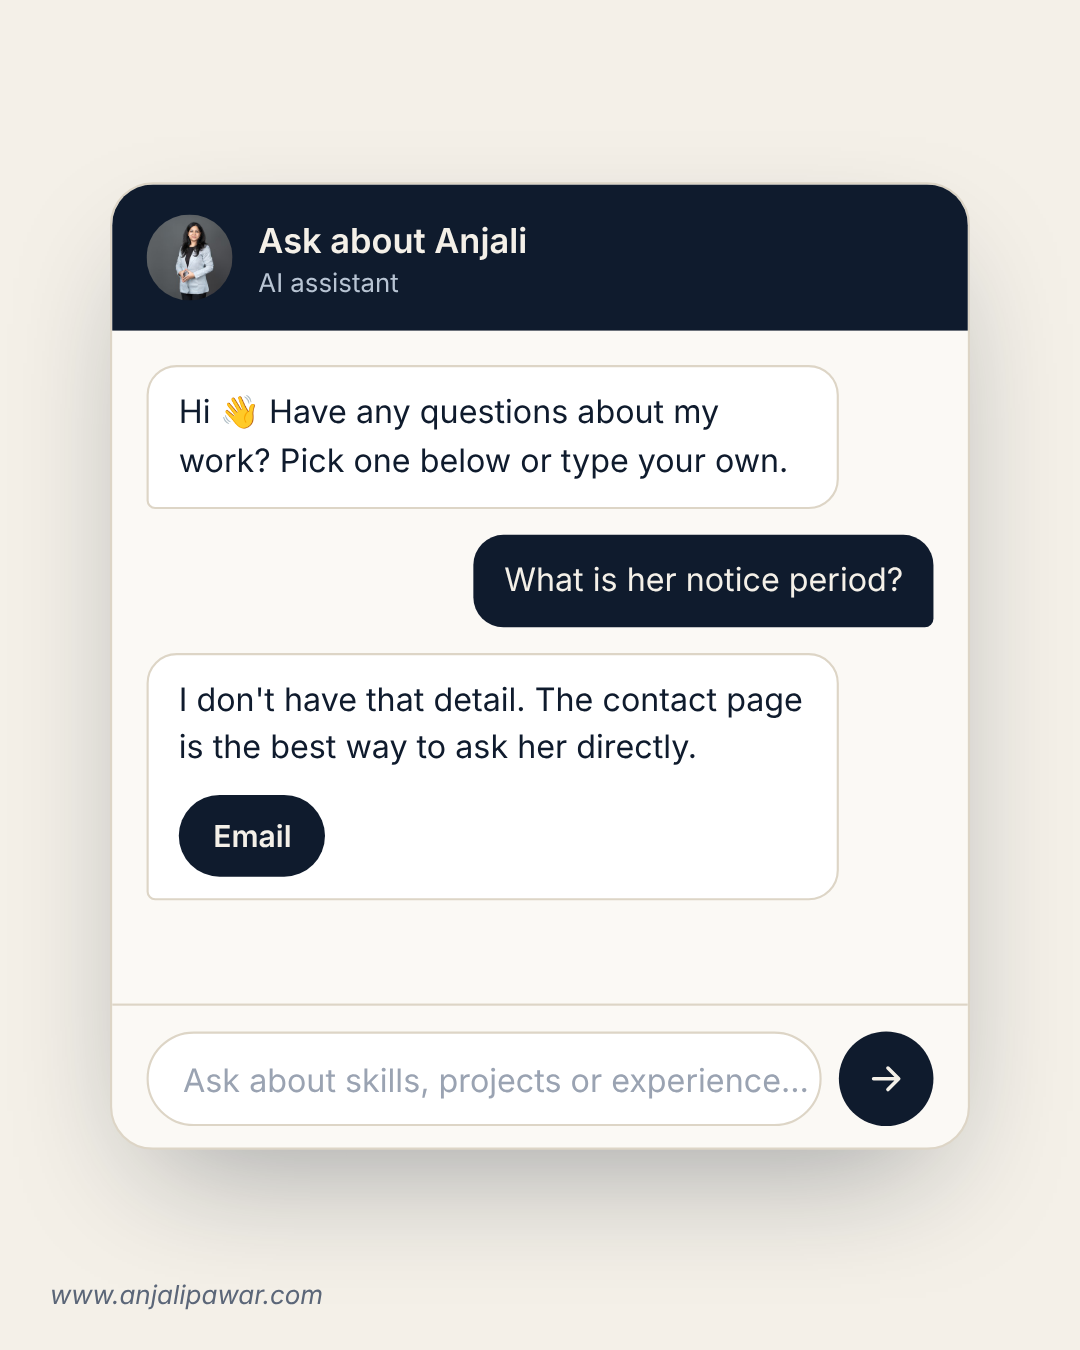 Ask about Anjali
AI assistant
Hi 👋 Have any questions about my
work? Pick one below or type your own.
What is her notice period?
I don't have that detail. The contact page
is the best way to ask her directly.
Email
Ask about skills, projects or experience...
www.anjalipawar.com